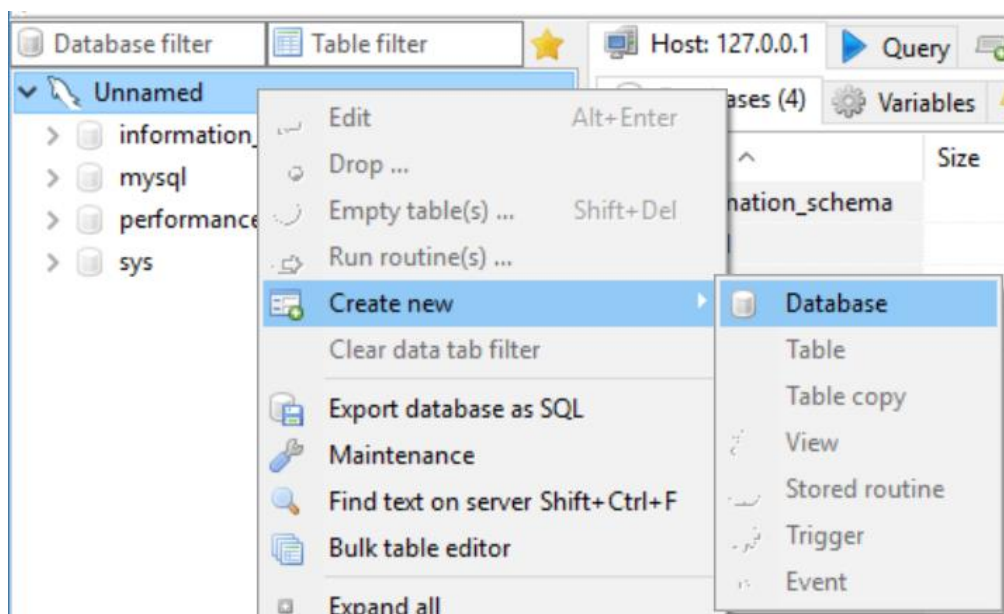 Database filter Table filter Host: 127.0.0.1 Query
Unnamed ases (4) Variables
information_ Edit Alt+Enter Size
mysql Drop ... nation_schema
performance Empty table(s) ... Shift+Del
sys Run routine(s) ...
Create new Database
Clear data tab filter Table
Export database as SQL Table copy
Maintenance View
Find text on server Shift+Ctrl+F Stored routine
Bulk table editor Trigger
Expand all Event